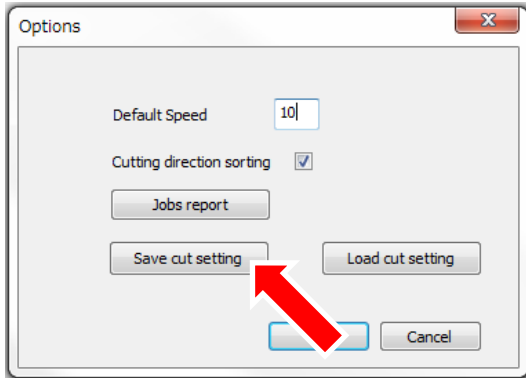 Options
Default Speed 10
Cutting direction sorting
Jobs report
Save cut setting Load cut setting
Cancel